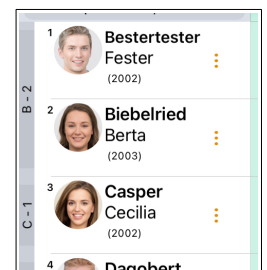 B - 2
1
Bestertester
Fester
(2002)
2
Biebelried
Berta
(2003)
C - 1
3
Casper
Cecilia
(2002)
4
Dagobert